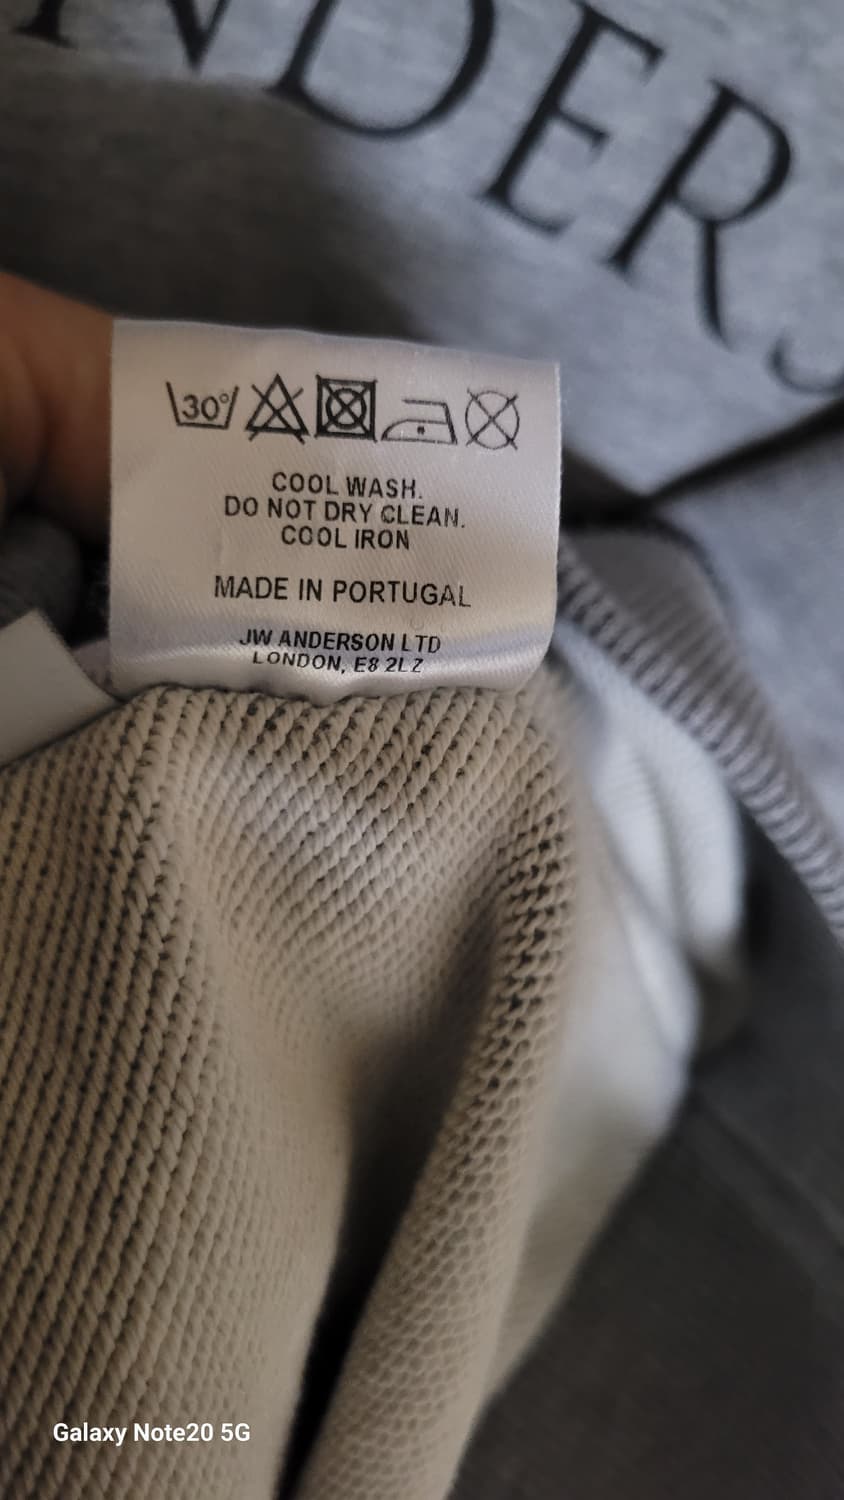 NDERS
30°
COOL WASH.
DO NOT DRY CLEAN.
COOL IRON
MADE IN PORTUGAL
JW ANDERSON LTD
LONDON, E8 2LZ
Galaxy Note20 5G